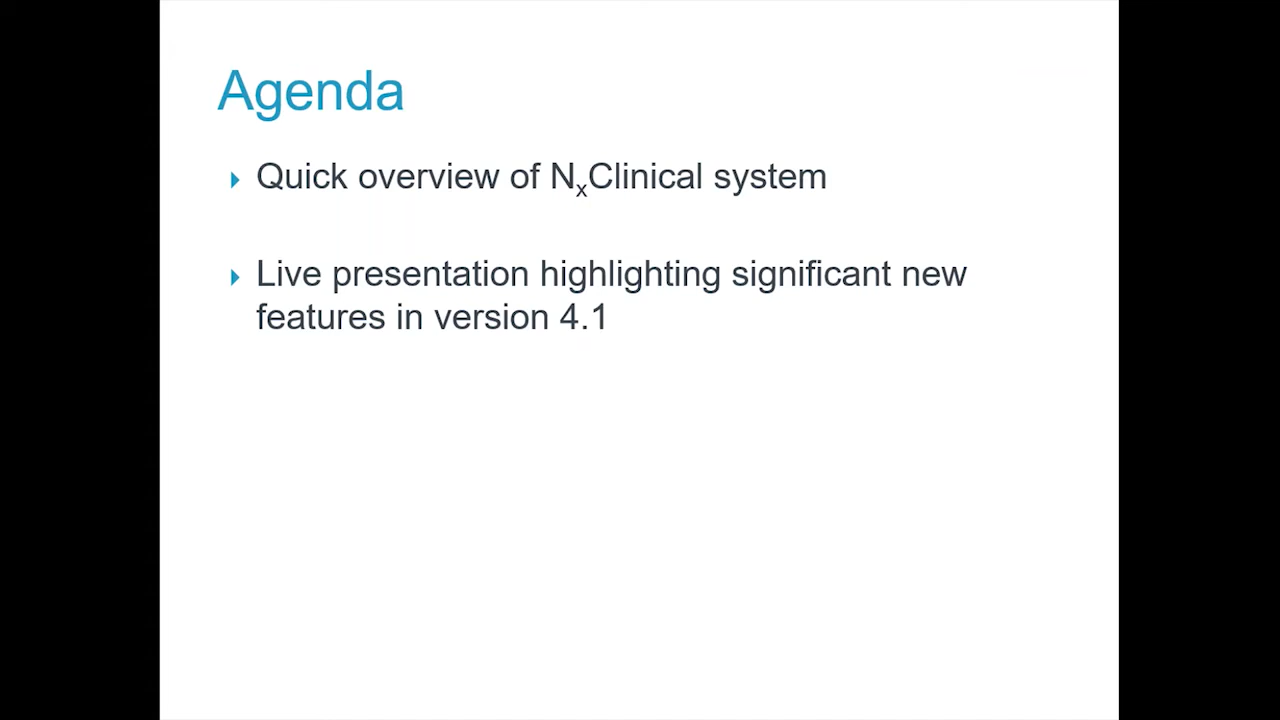 Agenda
Quick overview of NxClinical system
Live presentation highlighting significant new
features in version 4.1